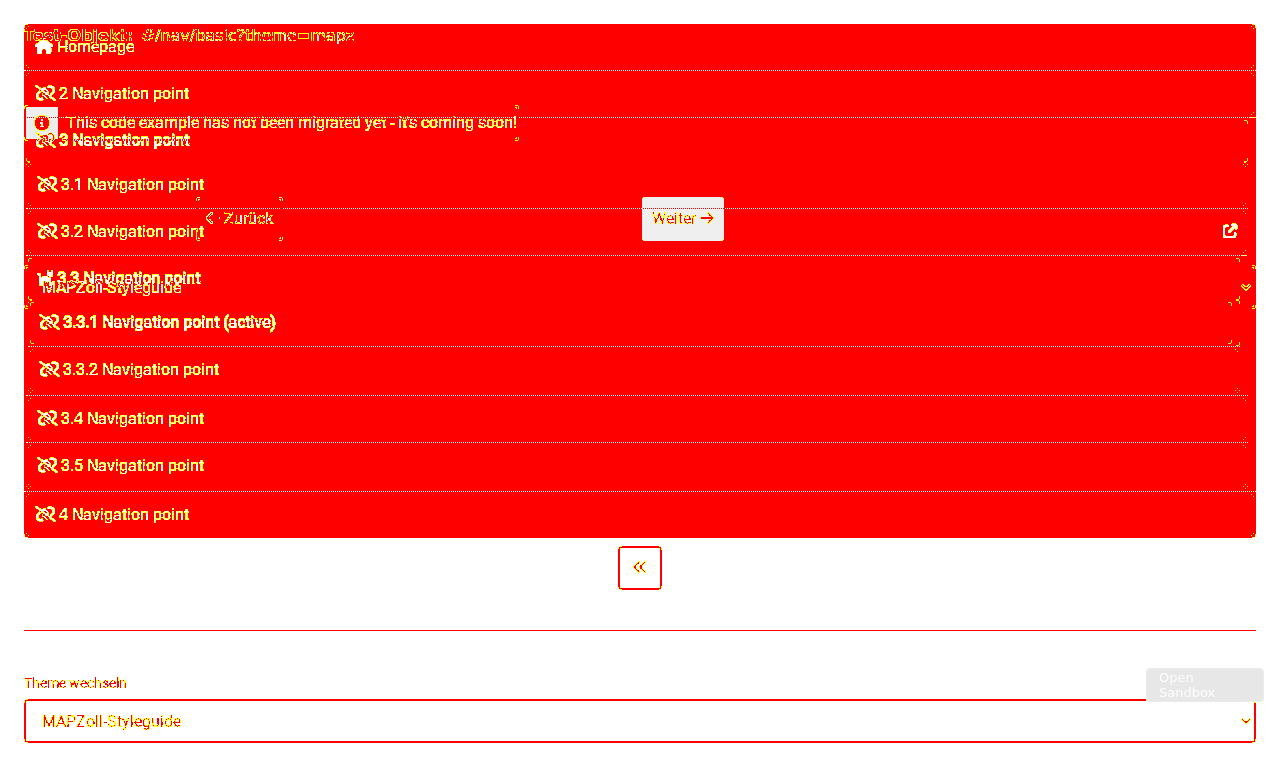 Test-Objekt: #/nav/basic?theme=mapz
Homepage
2 Navigation point
This code example has not been migrated yet - it's coming soon!
3 Navigation point
3.1 Navigation point
Zurück
Weiter
3.2 Navigation point
3.3 Navigation point
MAPZoll-Styleguide
3.3.1 Navigation point (active)
3.3.2 Navigation point
3.4 Navigation point
3.5 Navigation point
4 Navigation point
Theme wechseln
Open
Sandbox
MAPZoll-Styleguide